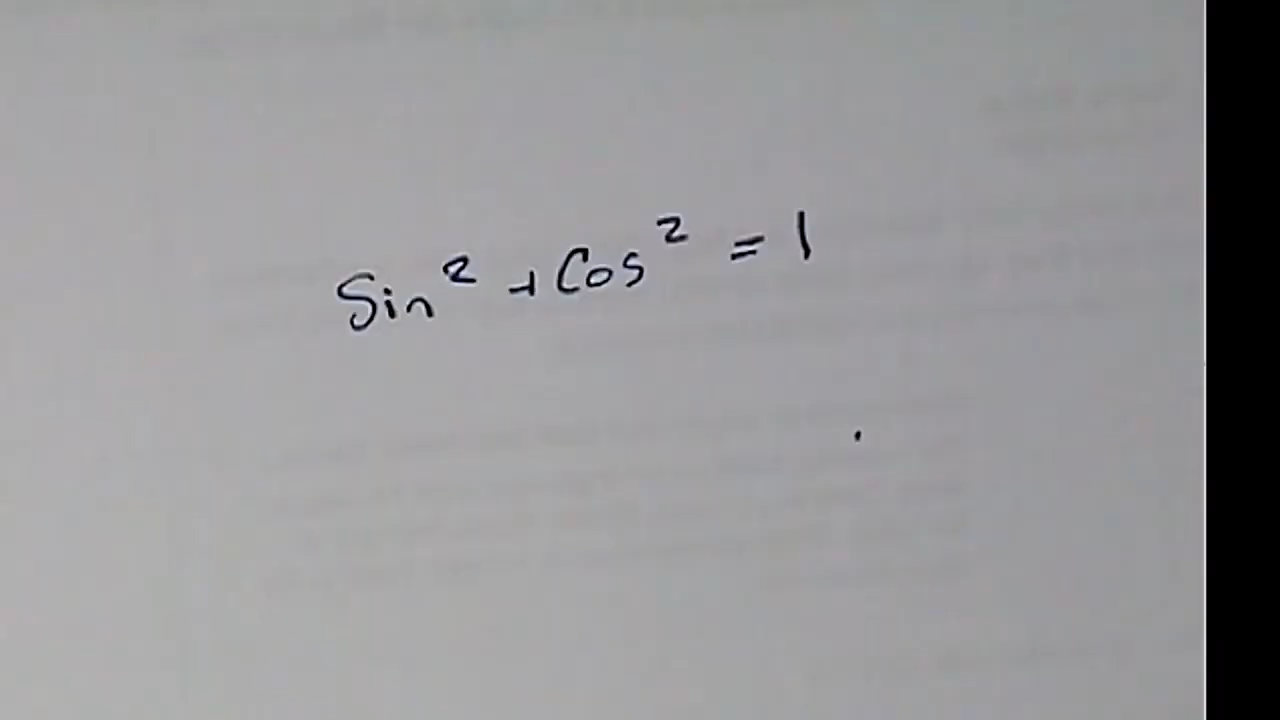 Sin² + Cos² = 1